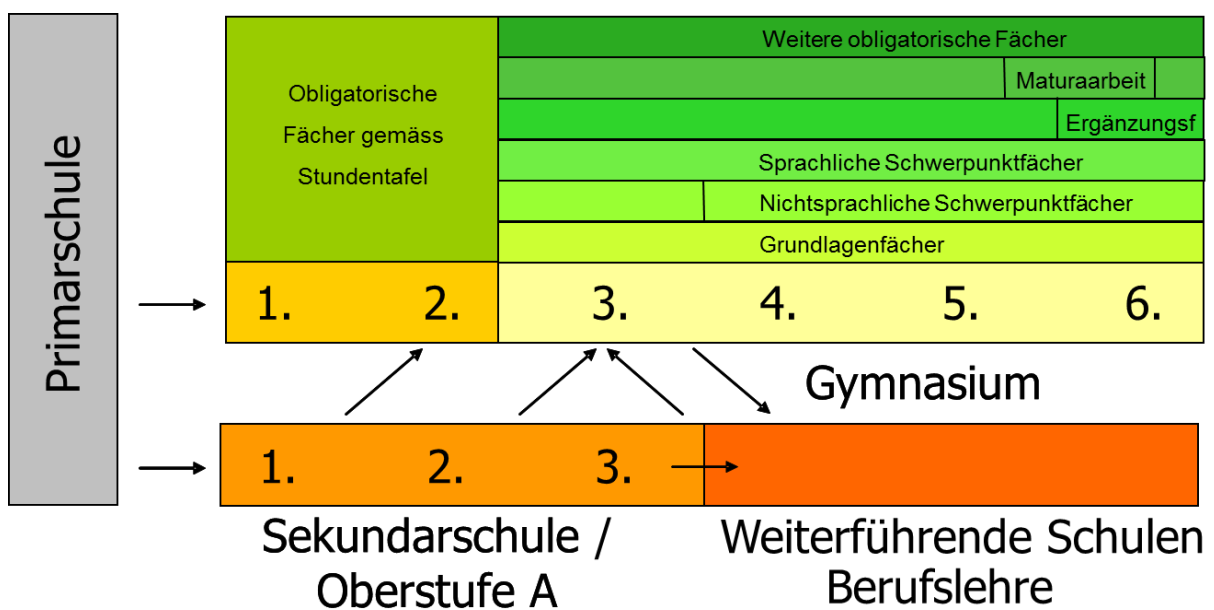 Primarschule
Obligatorische
Fächer gemäss
Stundentafel
Weitere obligatorische Fächer
Maturaarbeit
Ergänzungsf
Sprachliche Schwerpunktfächer
Nichtsprachliche Schwerpunktfächer
Grundlagenfächer
1. 2. 3. 4. 5. 6.
Gymnasium
1. 2. 3.
Sekundarschule /
Oberstufe A
Weiterführende Schulen
Berufslehre